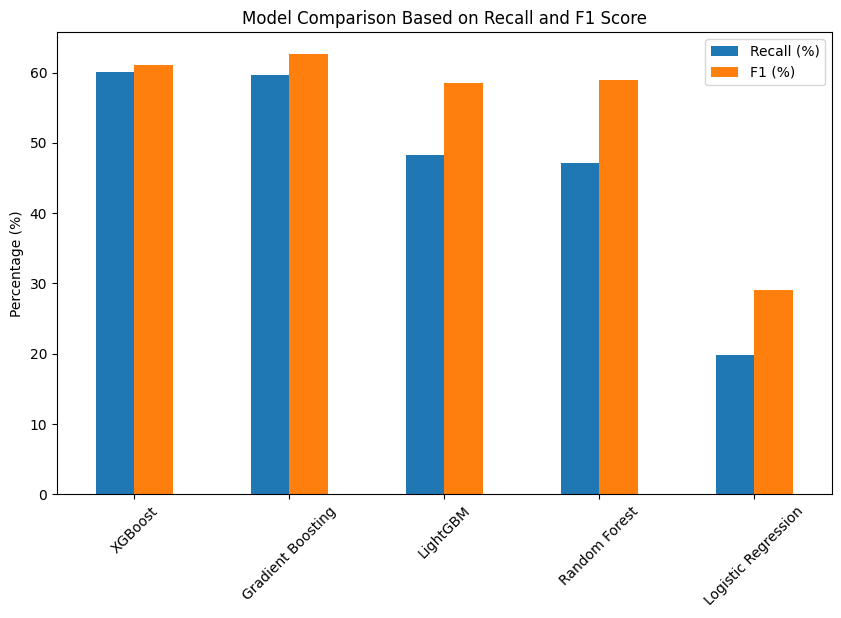 Model Comparison Based on Recall and F1 Score
Recall (%)
F1 (%)
Percentage (%)
60
50
40
30
20
10
0
XGBoost
Gradient Boosting
LightGBM
Random Forest
Logistic Regression